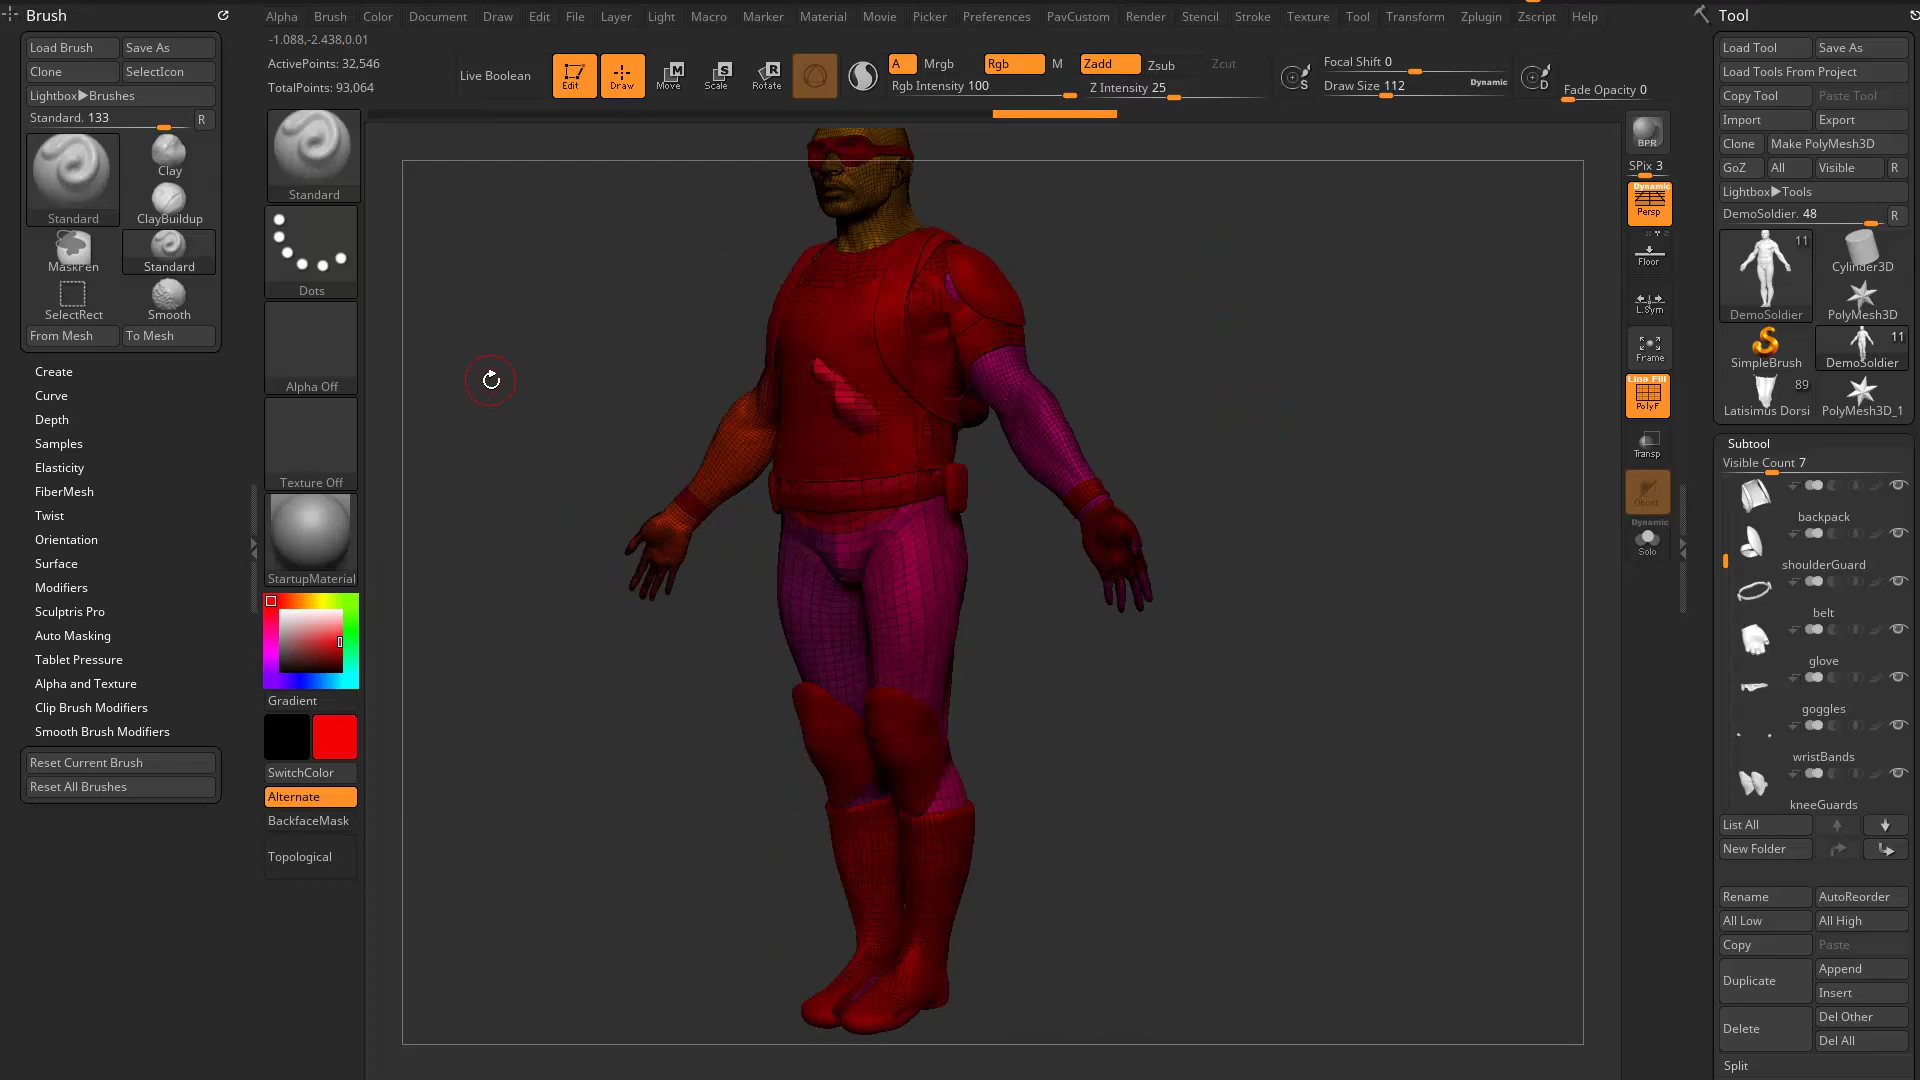 Brush
Alpha Brush Color Document Draw Edit File Layer Light Macro Marker Material Movie Picker Preferences PavCustom Render Stencil Stroke Texture Tool Transform Zplugin Zscript Help
Tool
-1.088,-2.438,0.01
ActivePoints: 32,546
TotalPoints: 93,064
Live Boolean
Edit
Draw
M
Move
S
Scale
R
Rotate
A Mrgb Rgb M Zadd Zsub Zcut
Rgb Intensity 100 Z Intensity 25
S
Focal Shift 0
Draw Size 112 Dynamic
D
Fade Opacity 0
Load Brush Save As
Clone SelectIcon
Lightbox▶Brushes
Standard. 133 R
Standard
Clay
ClayBuildup
MaskPen
Standard
SelectRect
Smooth
From Mesh To Mesh
Create
Curve
Depth
Samples
Elasticity
FiberMesh
Twist
Orientation
Surface
Modifiers
Sculptris Pro
Auto Masking
Tablet Pressure
Alpha and Texture
Clip Brush Modifiers
Smooth Brush Modifiers
Reset Current Brush
Reset All Brushes
Standard
Dots
Alpha Off
Texture Off
StartupMaterial
Gradient
SwitchColor
Alternate
BackfaceMask
Topological
BPR
SPix 3
Dynamic
Persp
Floor
L.Sym
Frame
Line Fill
PolyF
Transp
Ghost
Dynamic
Solo
Load Tool Save As
Load Tools From Project
Copy Tool Paste Tool
Import Export
Clone Make PolyMesh3D
GoZ All Visible R
Lightbox▶Tools
DemoSoldier. 48 R
11
DemoSoldier
Cylinder3D
PolyMesh3D
SimpleBrush
11
DemoSoldier
89
Latisimus Dorsi
PolyMesh3D_1
Subtool
Visible Count 7
backpack
shoulderGuard
belt
glove
goggles
wristBands
kneeGuards
List All
New Folder
Rename AutoReorder
All Low All High
Copy Paste
Duplicate Append
Insert
Delete Del Other
Del All
Split